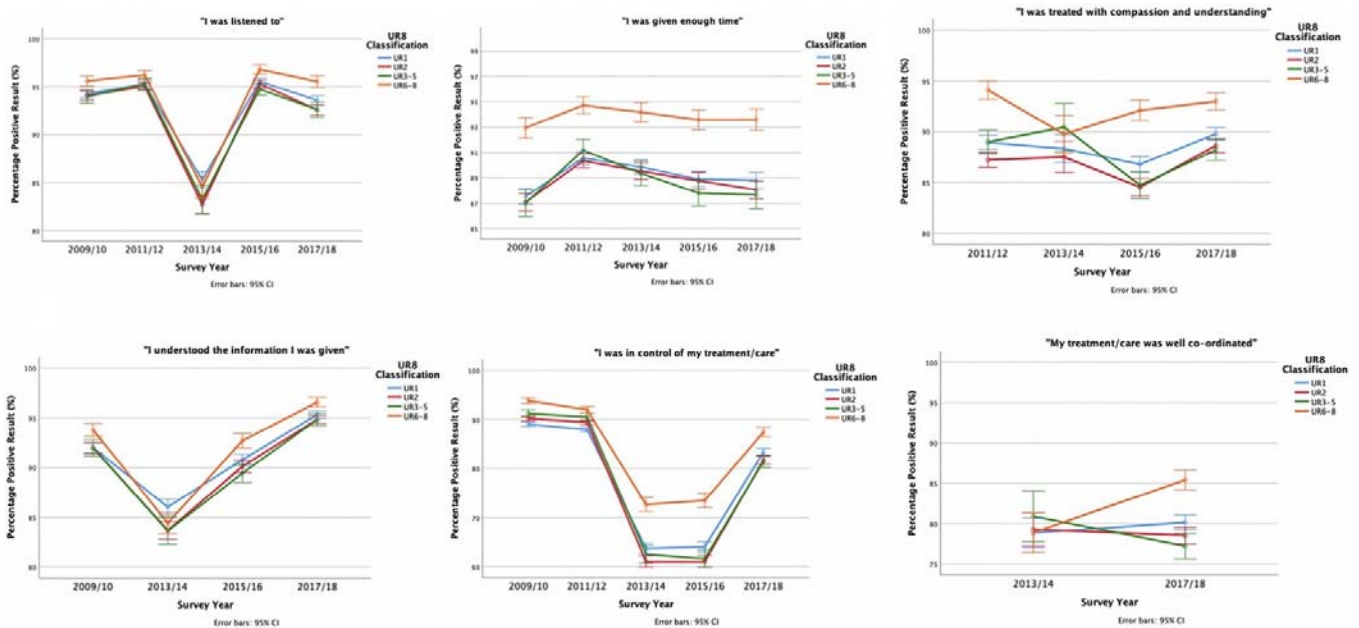 "I was listened to"
UR8
Classification
UR1
UR2
UR3-5
UR6-8
Percentage Positive Result (%)
100
95
90
85
80
2009/10 2011/12 2013/14 2015/16 2017/18
Survey Year
Error bars: 95% CI
"I was given enough time"
UR8
Classification
UR1
UR2
UR3-5
UR6-8
Percentage Positive Result (%)
99
95
93
91
89
87
85
2009/10 2011/12 2013/14 2015/16 2017/18
Survey Year
Error bars: 95% CI
"I was treated with compassion and understanding"
UR8
Classification
UR1
UR2
UR3-5
UR6-8
Percentage Positive Result (%)
100
95
90
85
80
2011/12 2013/14 2015/16 2017/18
Survey Year
Error bars: 95% CI
"I understood the information I was given"
UR8
Classification
UR1
UR2
UR3-5
UR6-8
Percentage Positive Result (%)
100
95
90
85
80
2009/10 2013/14 2015/16 2017/18
Survey Year
Error bars: 95% CI
"I was in control of my treatment/care"
UR8
Classification
UR1
UR2
UR3-5
UR6-8
Percentage Positive Result (%)
100
90
80
70
60
2009/10 2011/12 2013/14 2015/16 2017/18
Survey Year
Error bars: 95% CI
"My treatment/care was well co-ordinated"
UR8
Classification
UR1
UR2
UR3-5
UR6-8
Percentage Positive Result (%)
100
95
90
85
80
75
2013/14 2017/18
Survey Year
Error bars: 95% CI